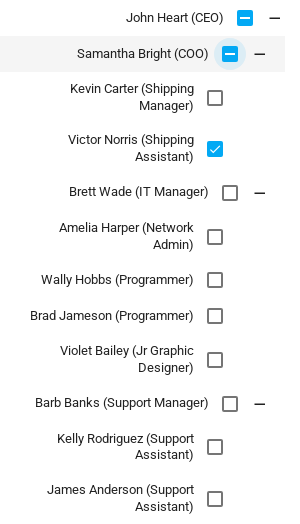 John Heart (CEO)
Samantha Bright (COO)
Kevin Carter (Shipping
Manager)
Victor Norris (Shipping
Assistant)
Brett Wade (IT Manager)
Amelia Harper (Network
Admin)
Wally Hobbs (Programmer)
Brad Jameson (Programmer)
Violet Bailey (Jr Graphic
Designer)
Barb Banks (Support Manager)
Kelly Rodriguez (Support
Assistant)
James Anderson (Support
Assistant)